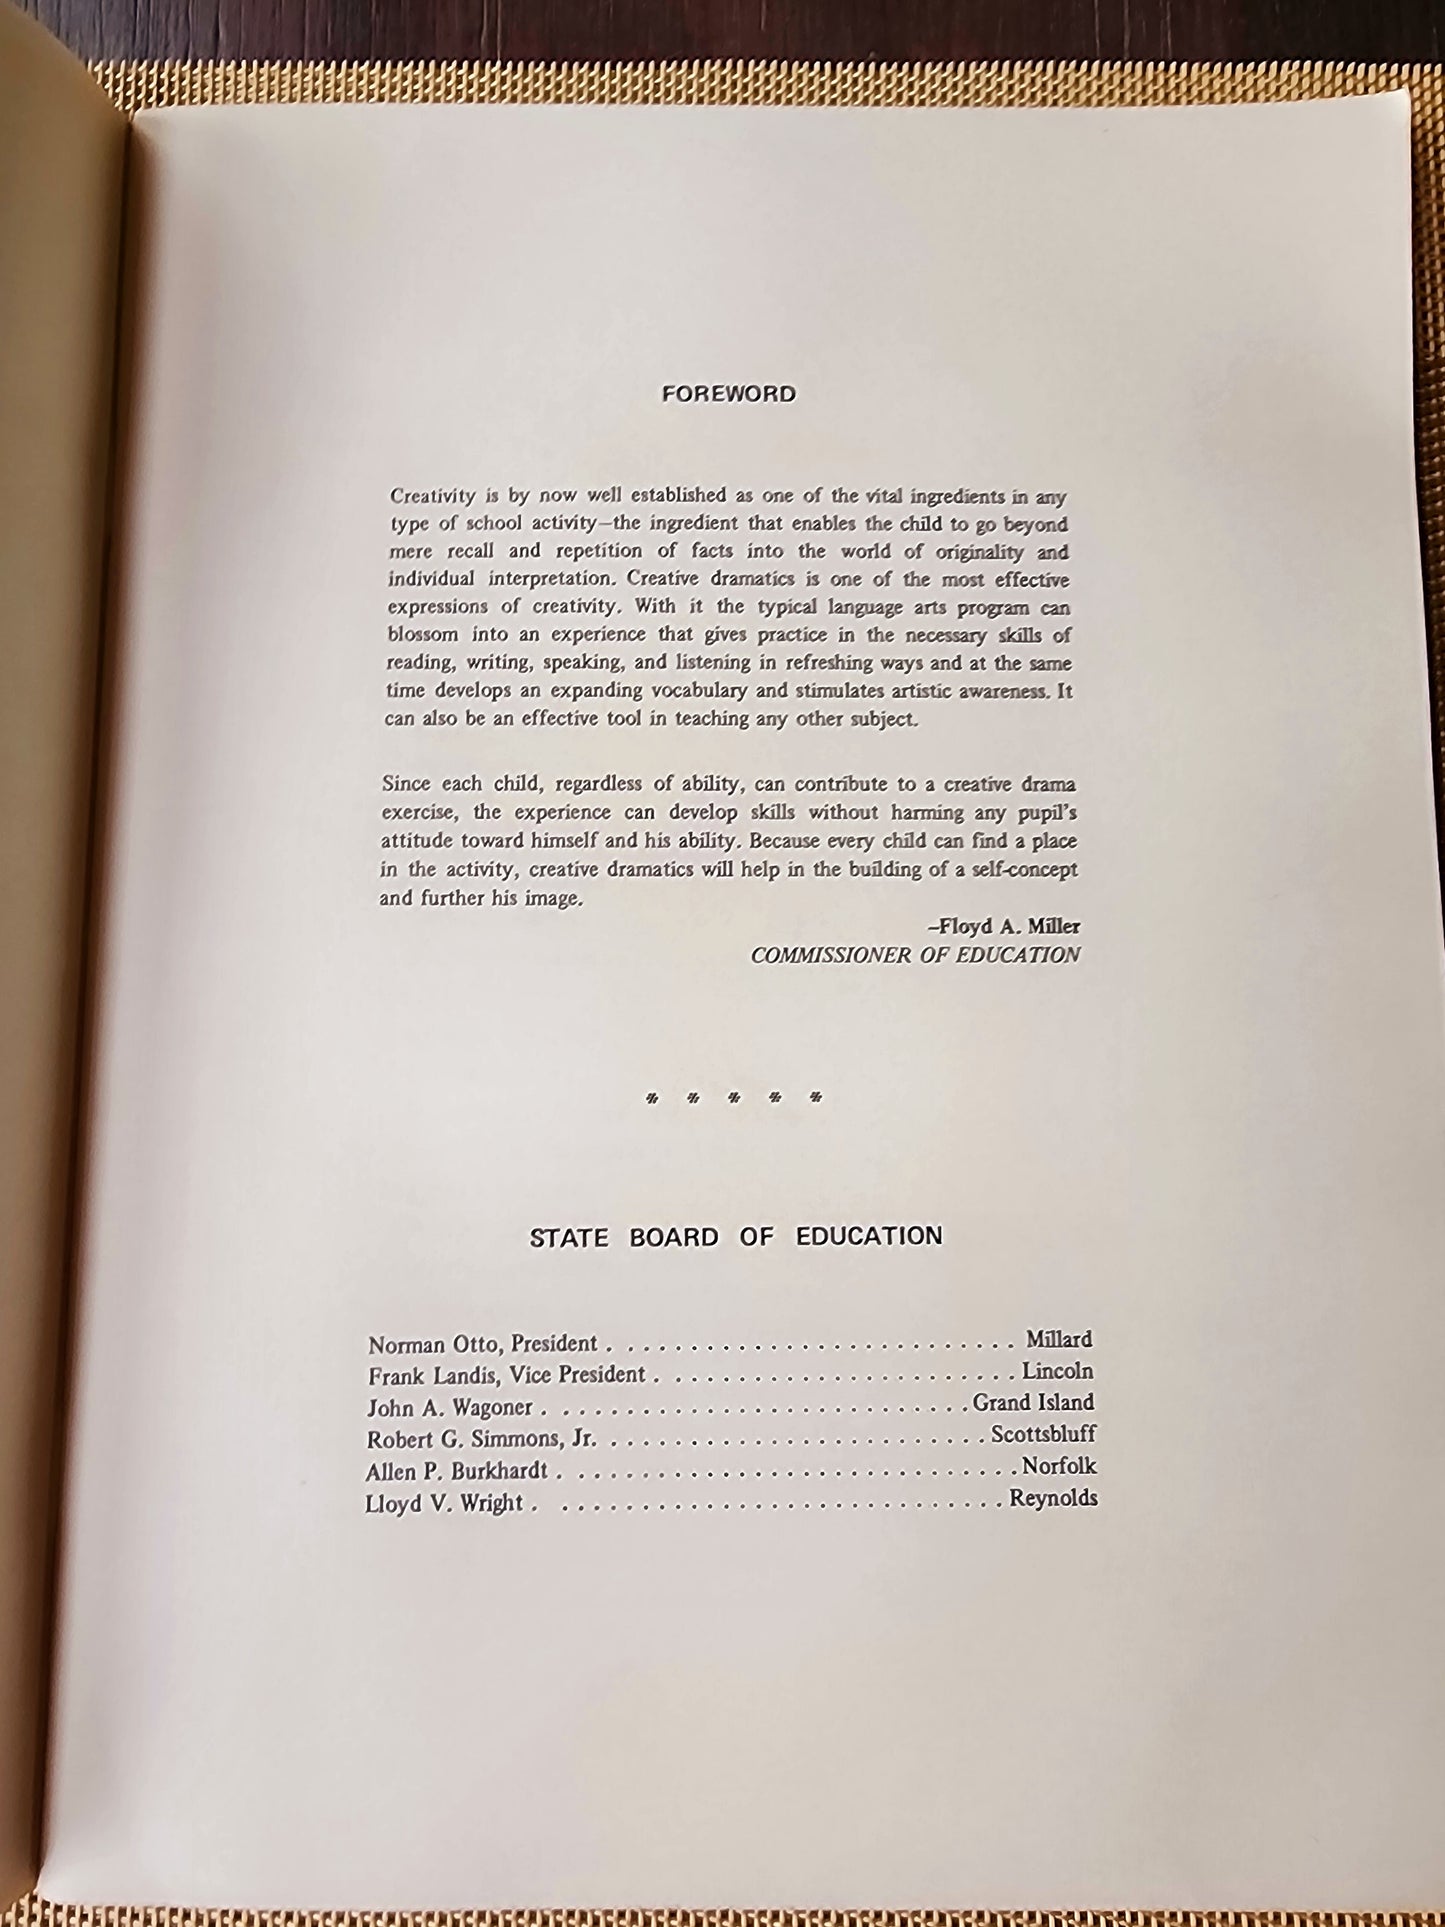 FOREWORD
Creativity is by now well established as one of the vital ingredients in any
type of school activity—the ingredient that enables the child to go beyond
mere recall and repetition of facts into the world of originality and
individual interpretation. Creative dramatics is one of the most effective
expressions of creativity. With it the typical language arts program can
blossom into an experience that gives practice in the necessary skills of
reading, writing, speaking, and listening in refreshing ways and at the same
time develops an expanding vocabulary and stimulates artistic awareness. It
can also be an effective tool in teaching any other subject.
Since each child, regardless of ability, can contribute to a creative drama
exercise, the experience can develop skills without harming any pupil's
attitude toward himself and his ability. Because every child can find a place
in the activity, creative dramatics will help in the building of a self-concept
and further his image.
—Floyd A. Miller
COMMISSIONER OF EDUCATION
* * * * *
STATE BOARD OF EDUCATION
Norman Otto, President . . . . . . . . . . . . . . . . . . . . Millard
Frank Landis, Vice President . . . . . . . . . . . . . . . . . . Lincoln
John A. Wagoner . . . . . . . . . . . . . . . . . . . . . Grand Island
Robert G. Simmons, Jr. . . . . . . . . . . . . . . . . . . . Scottsbluff
Allen P. Burkhardt . . . . . . . . . . . . . . . . . . . . . . Norfolk
Lloyd V. Wright . . . . . . . . . . . . . . . . . . . . . . Reynolds